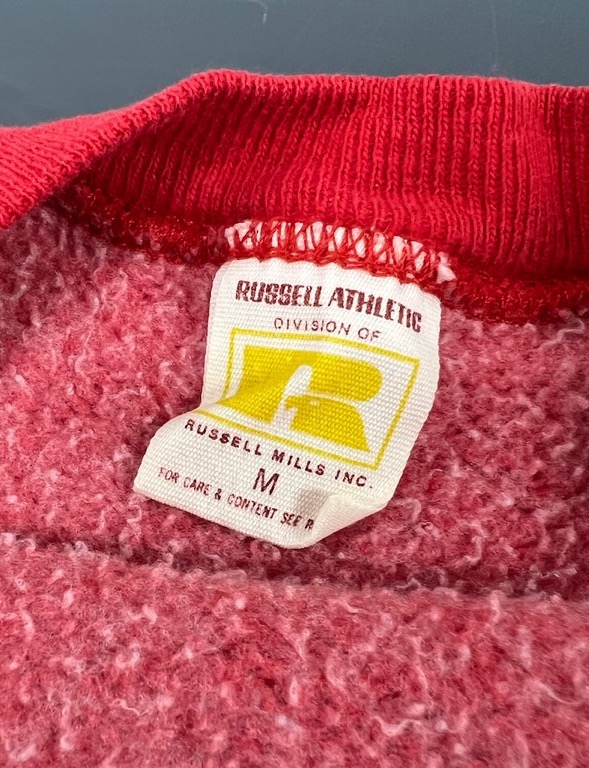 RUSSELL ATHLETIC
DIVISION OF
R
RUSSELL MILLS INC.
M
FOR CARE & CONTENT SEE R